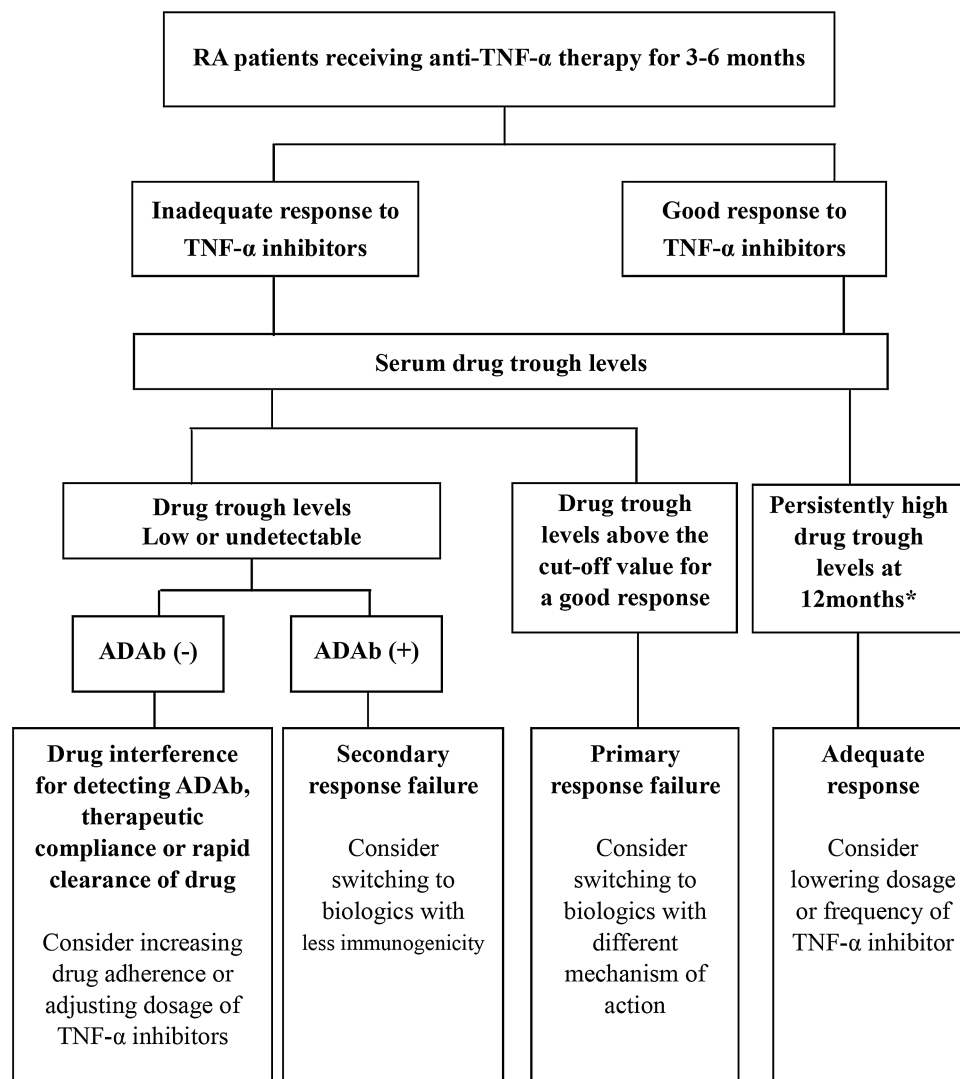 RA patients receiving anti-TNF-α therapy for 3-6 months
Inadequate response to
TNF-α inhibitors
Good response to
TNF-α inhibitors
Serum drug trough levels
Drug trough levels
Low or undetectable
Drug trough
levels above the
cut-off value for
a good response
Persistently high
drug trough
levels at
12months*
ADAb (-)
ADAb (+)
Drug interference
for detecting ADAb,
therapeutic
compliance or rapid
clearance of drug
Consider increasing
drug adherence or
adjusting dosage of
TNF-α inhibitors
Secondary
response failure
Consider
switching to
biologics with
less immunogenicity
Primary
response failure
Consider
switching to
biologics with
different
mechanism of
action
Adequate
response
Consider
lowering dosage
or frequency of
TNF-α inhibitor